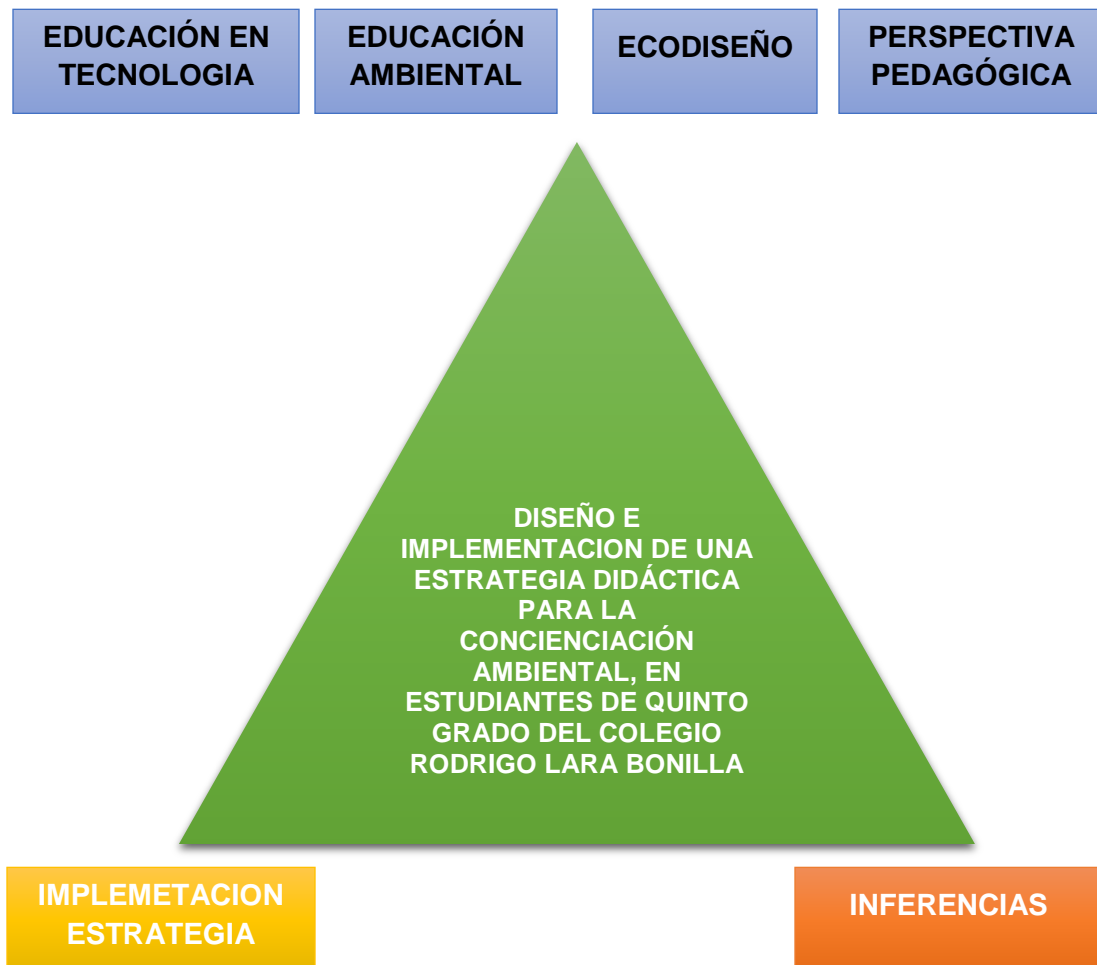 EDUCACIÓN EN
TECNOLOGIA
EDUCACIÓN
AMBIENTAL
ECODISEÑO
PERSPECTIVA
PEDAGÓGICA
DISEÑO E
IMPLEMENTACION DE UNA
ESTRATEGIA DIDÁCTICA
PARA LA
CONCIENCIACIÓN
AMBIENTAL, EN
ESTUDIANTES DE QUINTO
GRADO DEL COLEGIO
RODRIGO LARA BONILLA
IMPLEMETACION
ESTRATEGIA
INFERENCIAS